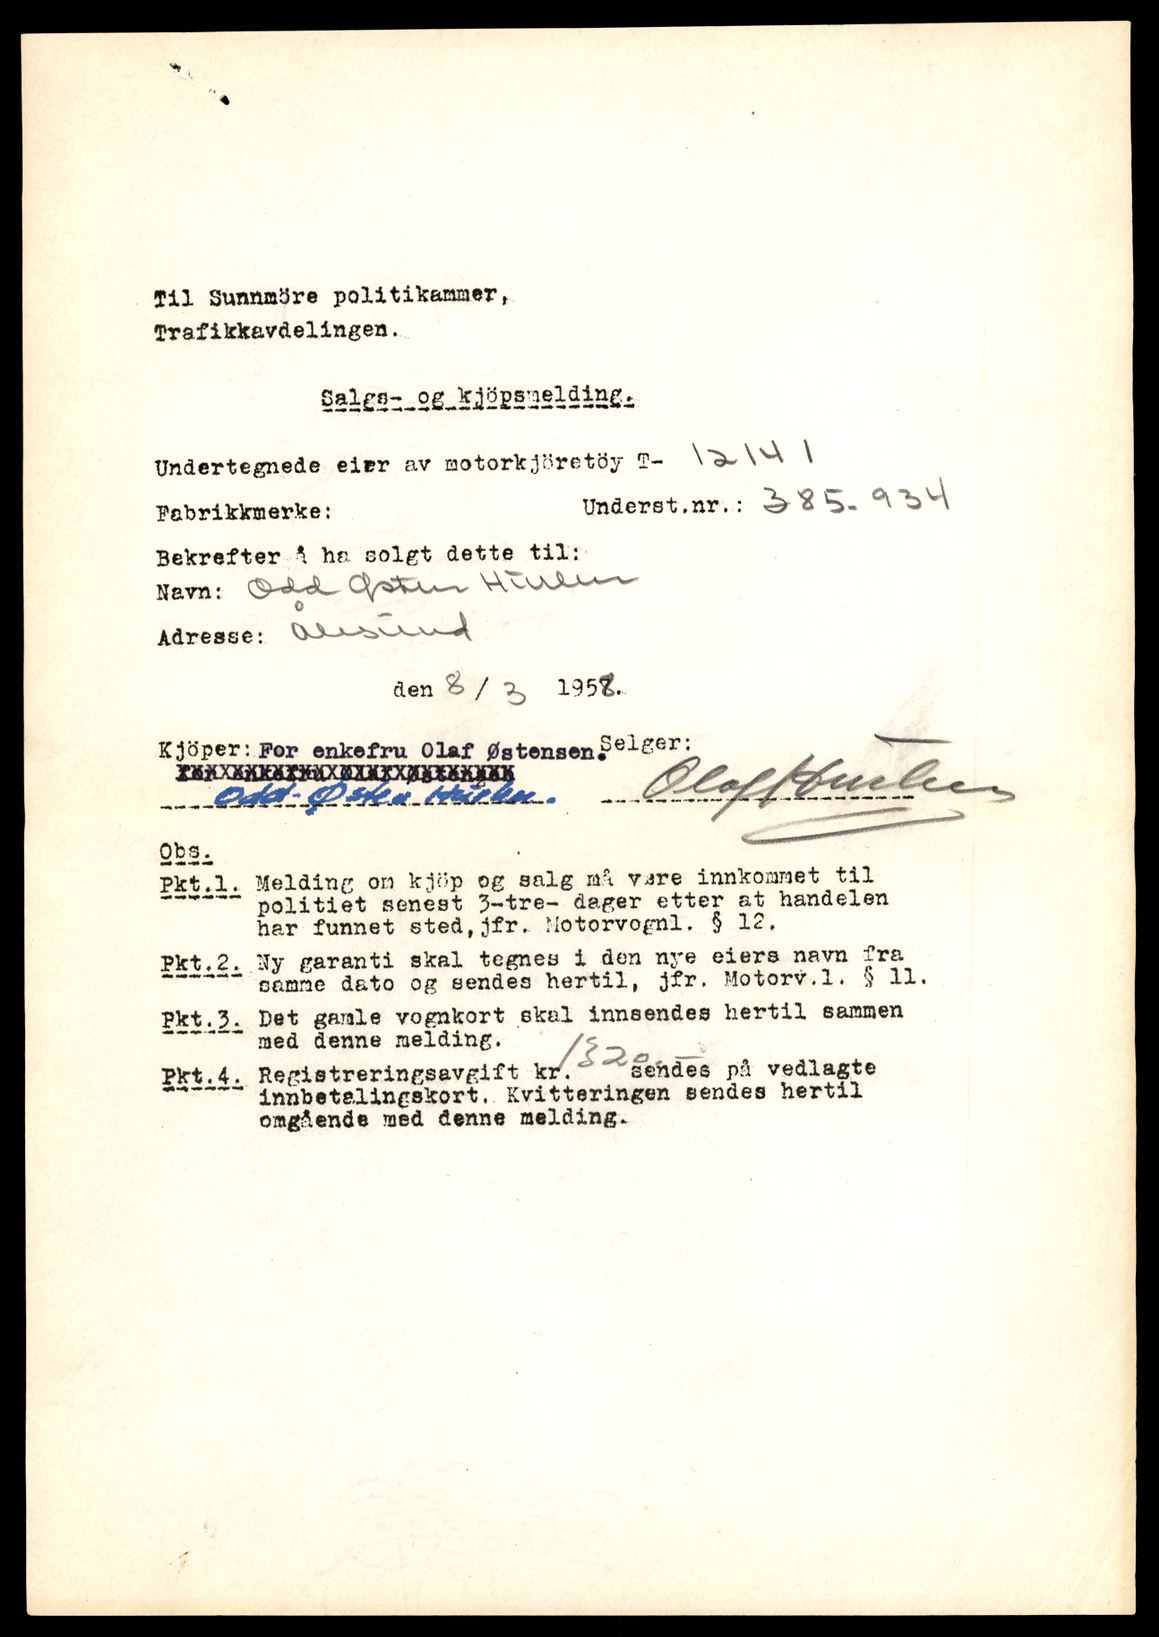 Til Sunnmöre politikammer,
Trafikkavdelingen.
Salgs- og kjöpsmelding.
Undertegnede eier av motorkjöretöy T- 12141
Fabrikkmerke: Underst.nr.: 385.934
Bekrefter å ha solgt dette til:
Navn: Odd Østen Hurlen
Adresse: Ålesund
den 8/3 1958.
Kjöper: For enkefru Olaf Østensen. Selger:
Odd-Østen Hurlen. Olaf Hurlen
Obs.
Pkt.1. Melding om kjöp og salg må være innkommet til
politiet senest 3-tre- dager etter at handelen
har funnet sted, jfr. Motorvognl. § 12.
Pkt.2. Ny garanti skal tegnes i den nye eiers navn fra
samme dato og sendes hertil, jfr. Motorv.l. § 11.
Pkt.3. Det gamle vognkort skal innsendes hertil sammen
med denne melding.
Pkt.4. Registreringsavgift kr. 20.- sendes på vedlagte
innbetalingskort. Kvitteringen sendes hertil
omgående med denne melding.